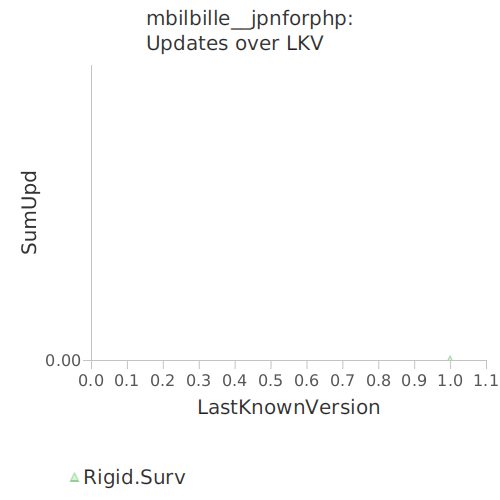 mbilbille__jpnforphp:
Updates over LKV
SumUpd
0.00
0.0 0.1 0.2 0.3 0.4 0.5 0.6 0.7 0.8 0.9 1.0 1.1
LastKnownVersion
Rigid.Surv